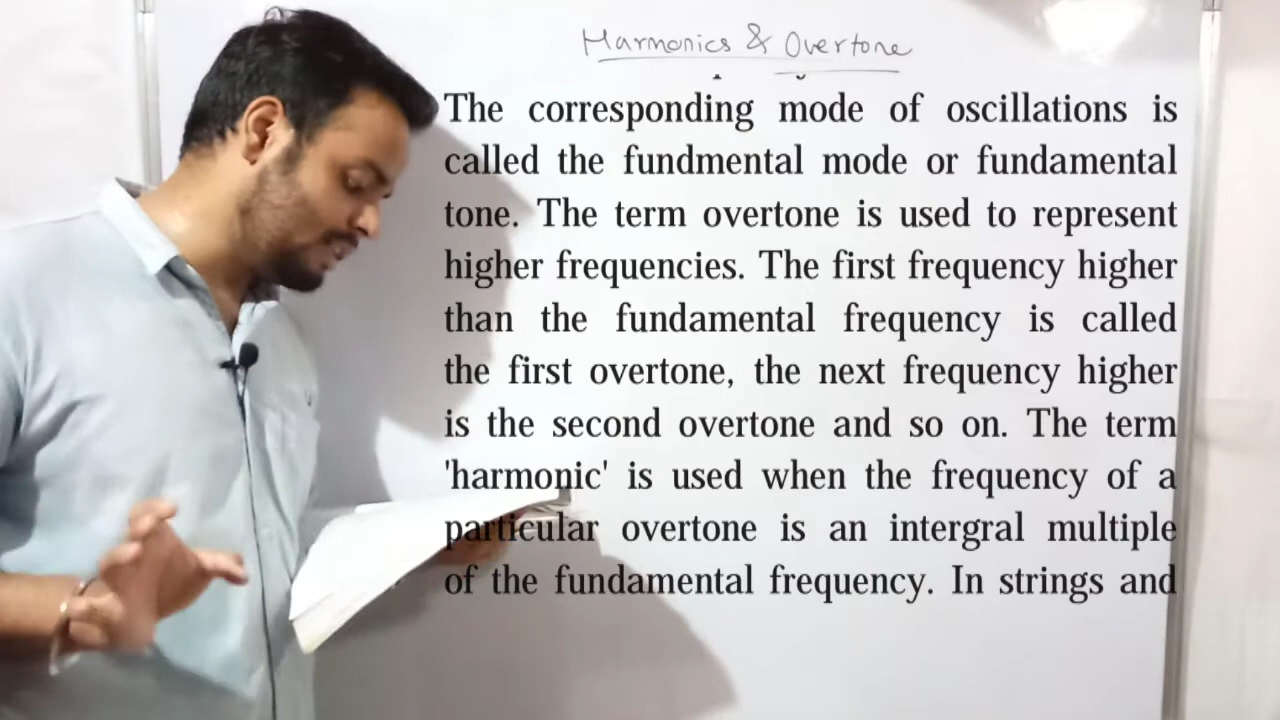 Harmonics & Overtone
The corresponding mode of oscillations is
called the fundmental mode or fundamental
tone. The term overtone is used to represent
higher frequencies. The first frequency higher
than the fundamental frequency is called
the first overtone, the next frequency higher
is the second overtone and so on. The term
'harmonic' is used when the frequency of a
particular overtone is an intergral multiple
of the fundamental frequency. In strings and